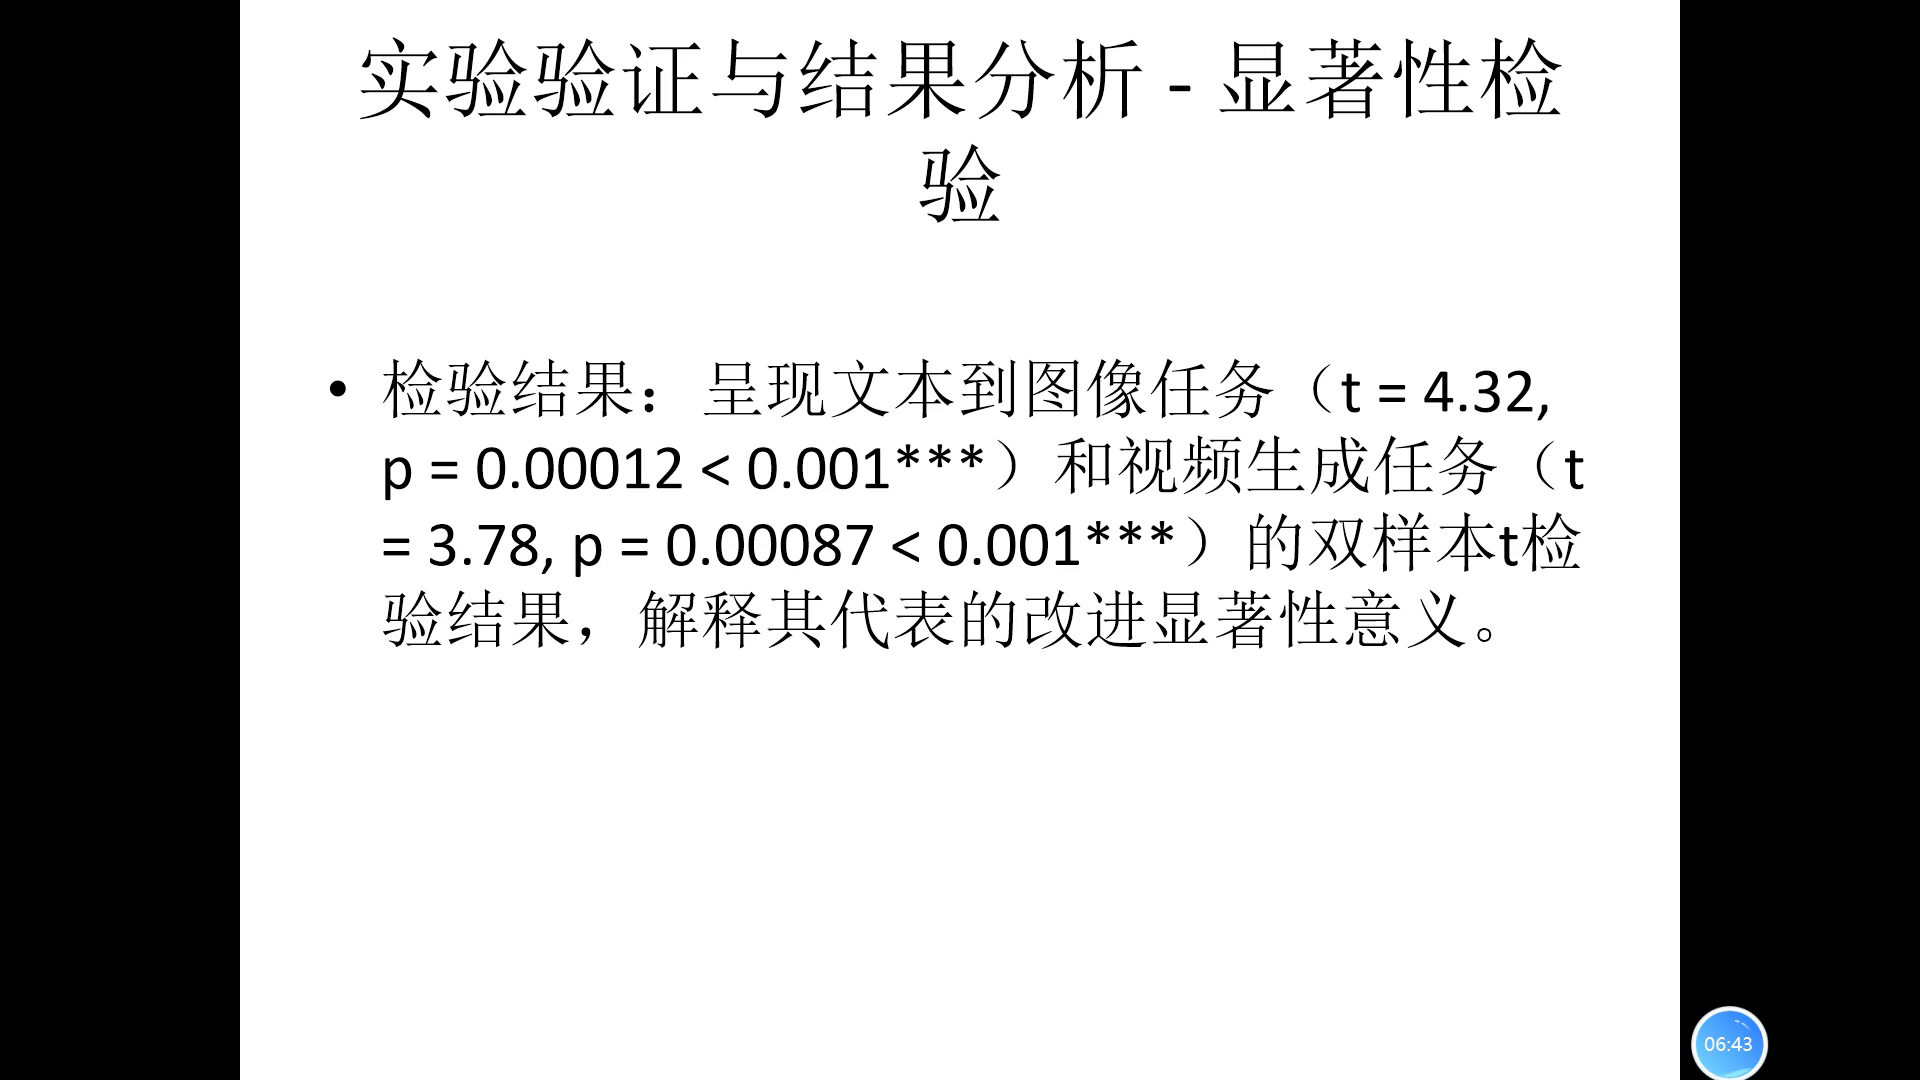 实验验证与结果分析 - 显著性检
验
• 检验结果：呈现文本到图像任务（t = 4.32,
p = 0.00012 < 0.001***）和视频生成任务（t
= 3.78, p = 0.00087 < 0.001***）的双样本t检
验结果，解释其代表的改进显著性意义。
06:43